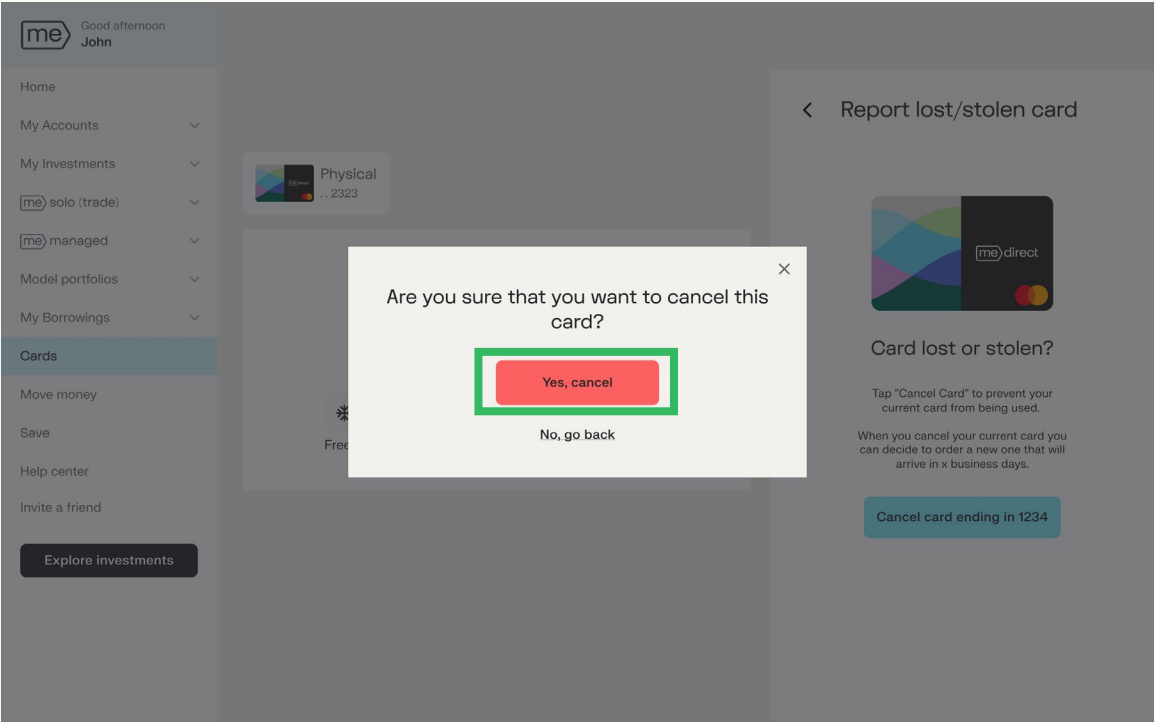 me
Good afternoon
John
Home
My Accounts
My Investments
me solo (trade)
me managed
Model portfolios
My Borrowings
Cards
Move money
Save
Help center
Invite a friend
Explore investments
Physical
. . 2323
Free
Are you sure that you want to cancel this
card?
Yes, cancel
No, go back
Report lost/stolen card
me direct
Card lost or stolen?
Tap "Cancel Card" to prevent your
current card from being used.
When you cancel your current card you
can decide to order a new one that will
arrive in x business days.
Cancel card ending in 1234